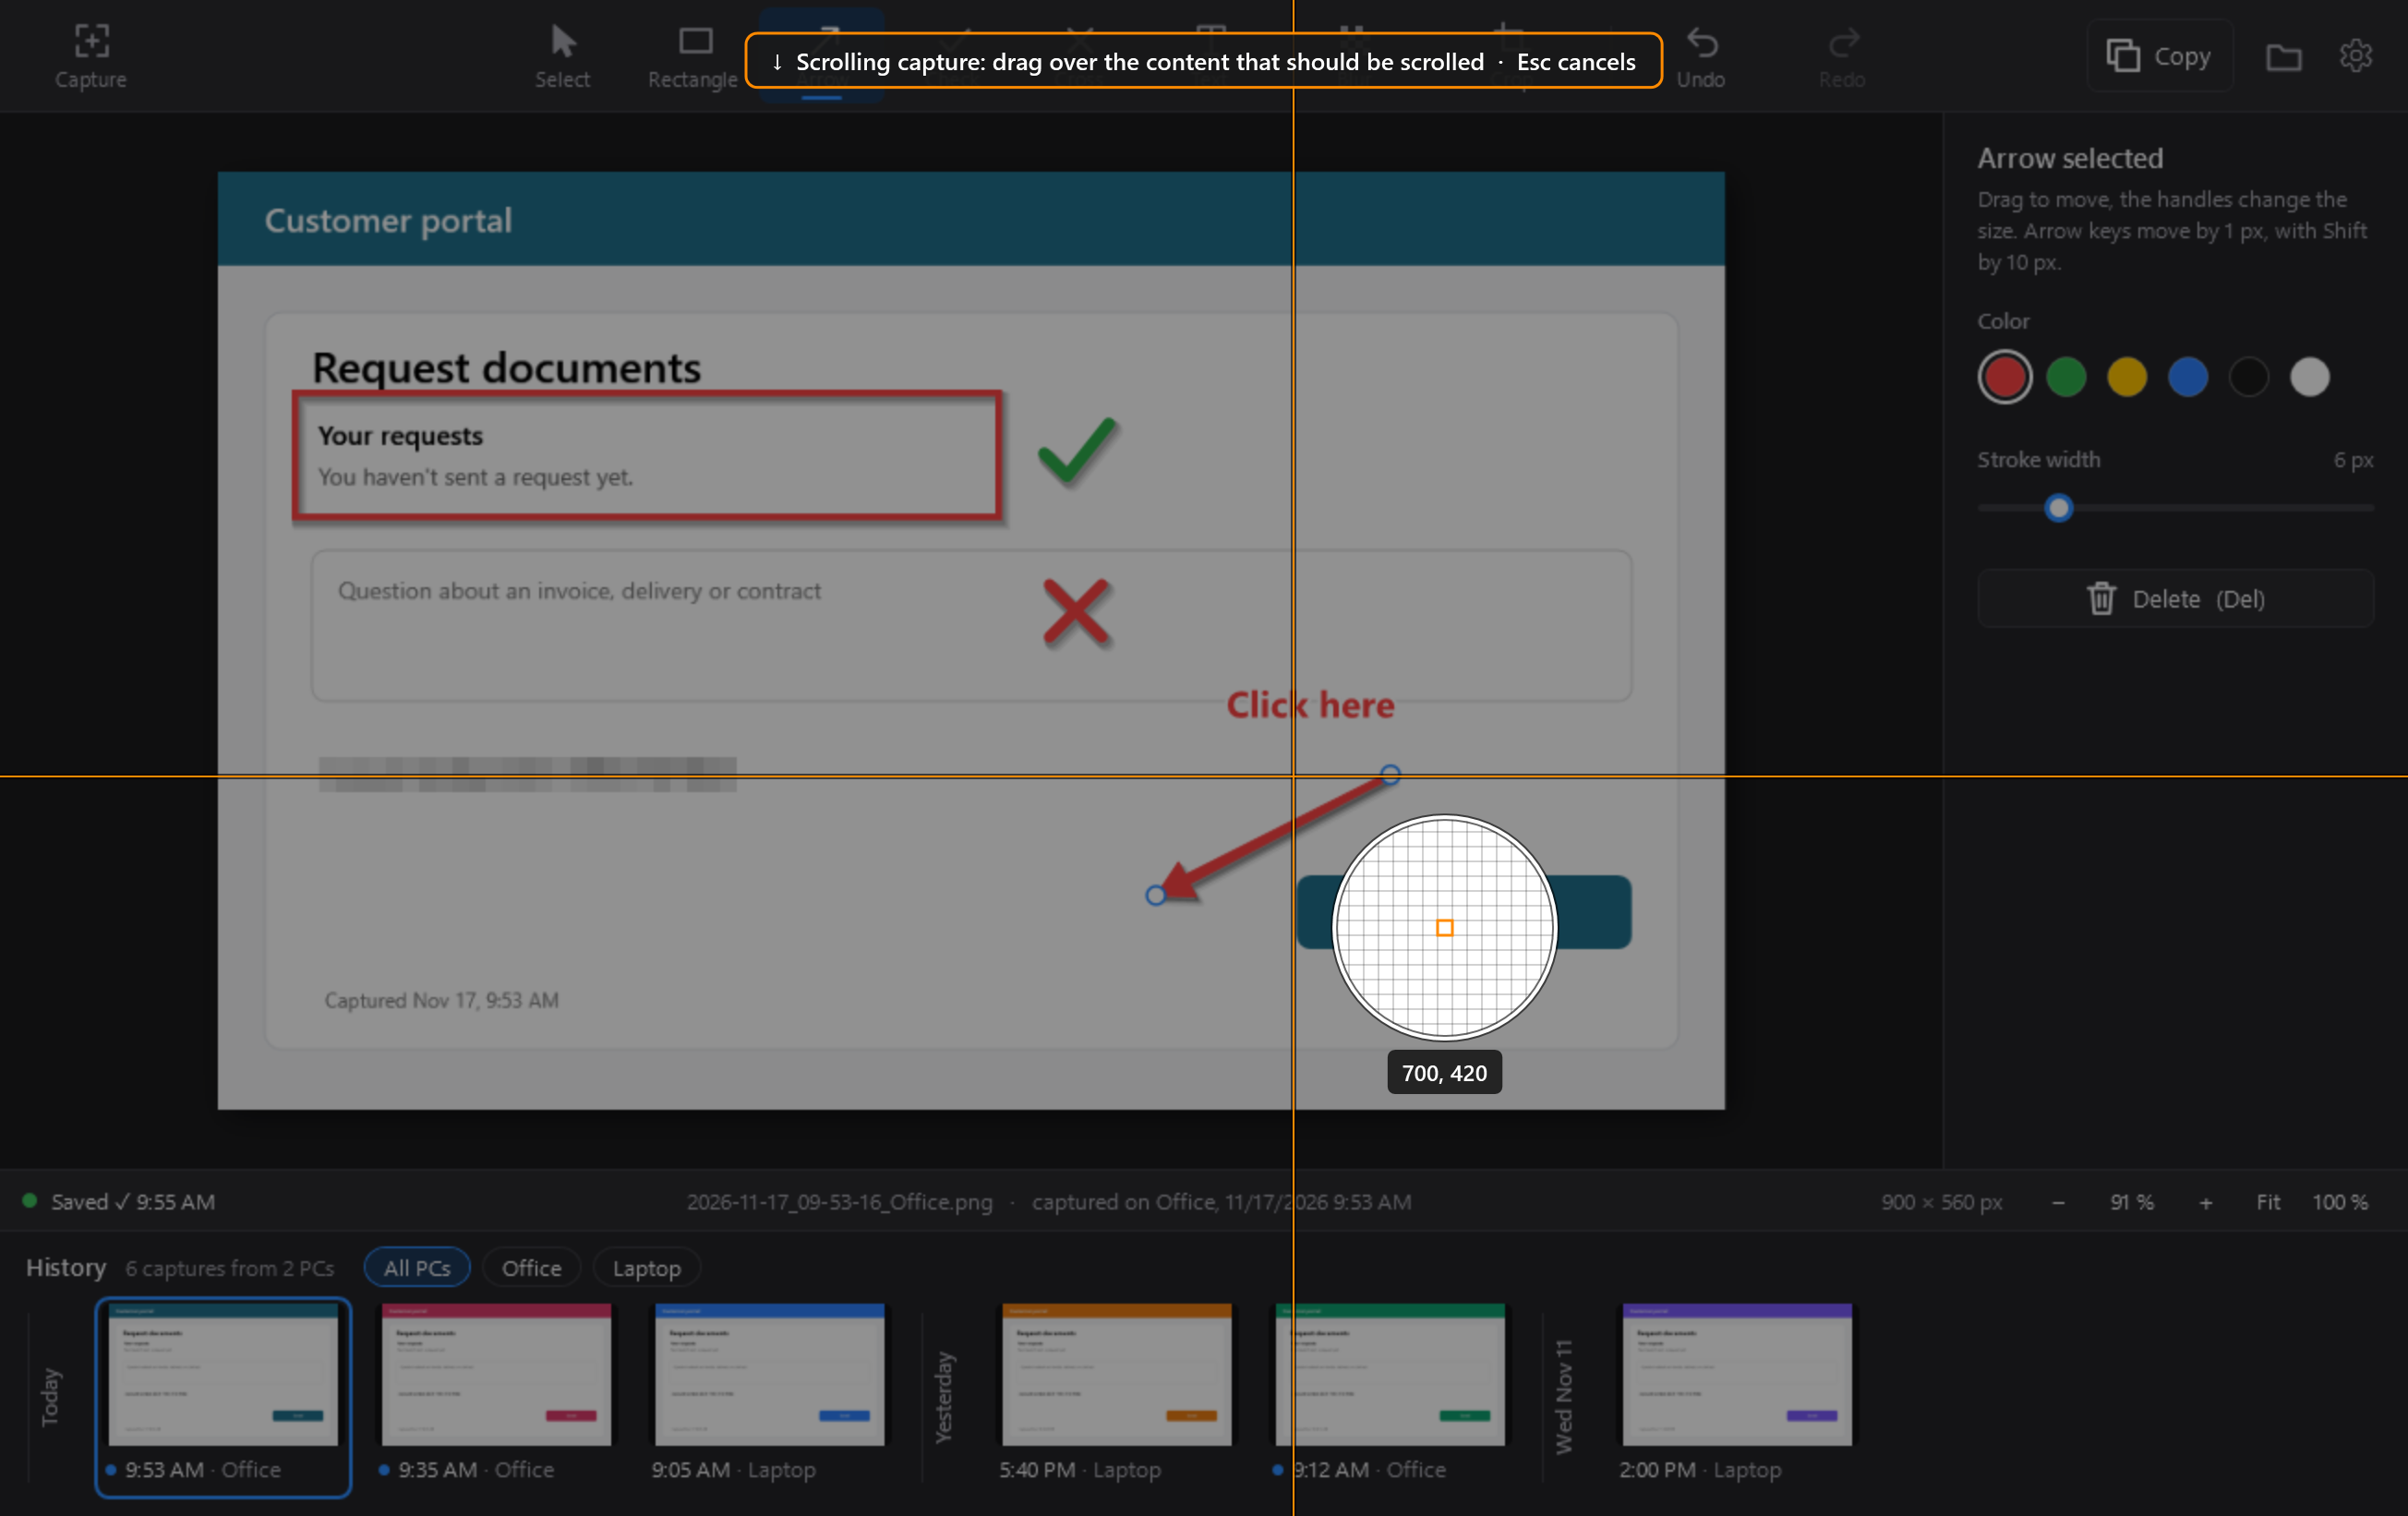 Capture
Select
Rectangle
Undo
Redo
Copy
↓ Scrolling capture: drag over the content that should be scrolled · Esc cancels
Customer portal
Request documents
Your requests
You haven't sent a request yet.
Question about an invoice, delivery or contract
Click here
Captured Nov 17, 9:53 AM
700, 420
Arrow selected
Drag to move, the handles change the
size. Arrow keys move by 1 px, with Shift
by 10 px.
Color
Stroke width 6 px
Delete (Del)
Saved ✓ 9:55 AM
2026-11-17_09-53-16_Office.png · captured on Office, 11/17/2026 9:53 AM
900 × 560 px − 91 % + Fit 100 %
History 6 captures from 2 PCs All PCs Office Laptop
Today
9:53 AM · Office
9:35 AM · Office
9:05 AM · Laptop
Yesterday
5:40 PM · Laptop
9:12 AM · Office
Wed Nov 11
2:00 PM · Laptop